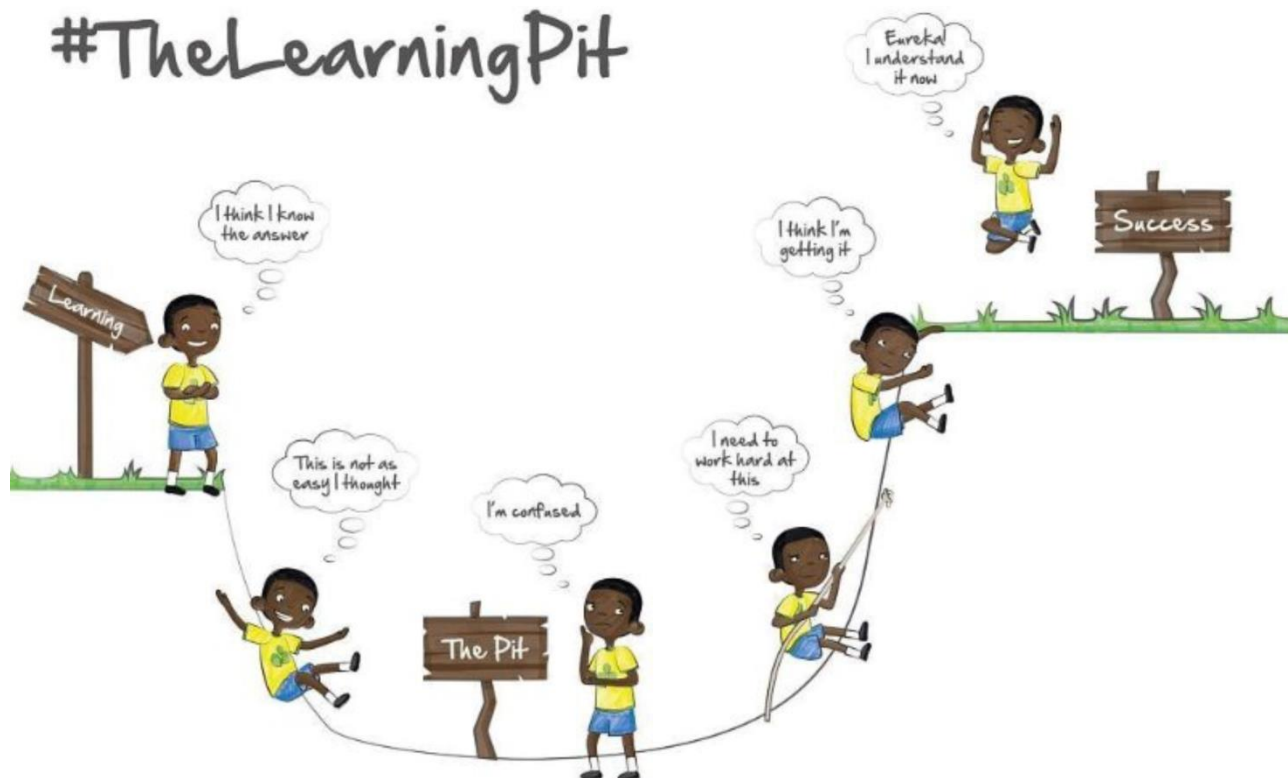 #TheLearningPit
Learning
I think I know
the answer
This is not as
easy I thought
The Pit
I'm confused
I need to
work hard at
this
I think I'm
getting it
Eureka!
I understand
it now
Success